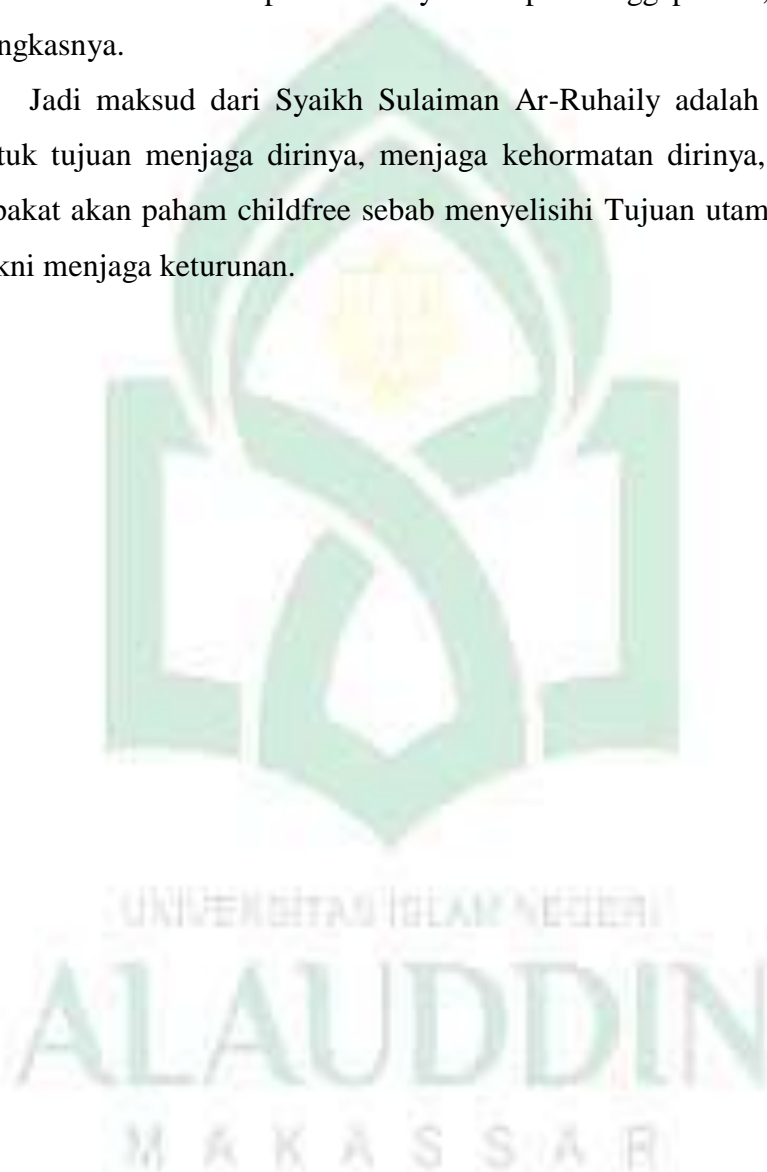 ngkasnya.
Jadi maksud dari Syaikh Sulaiman Ar-Ruhaily adalah
tuk tujuan menjaga dirinya, menjaga kehormatan dirinya,
pakat akan paham childfree sebab menyelisihi Tujuan utam
kni menjaga keturunan.
UNIVERSITAS ISLAM NEGERI
ALAUDDIN
M A K A S S A R